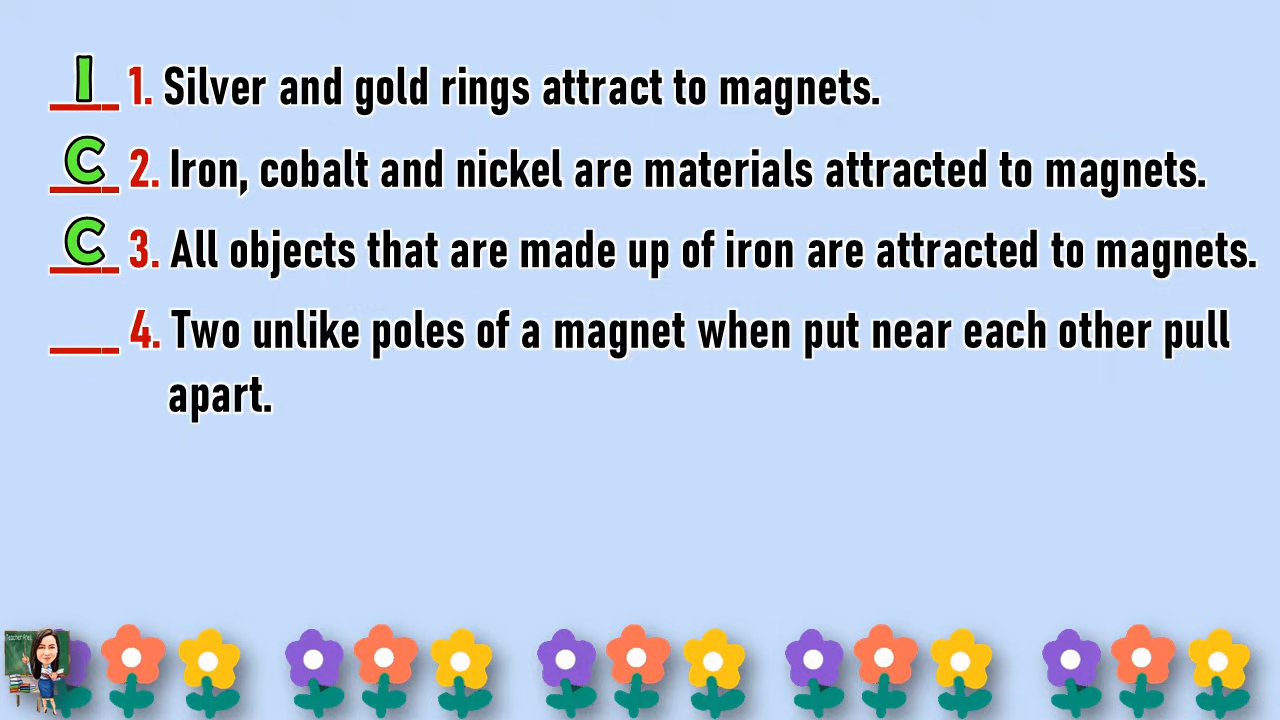 I 1. Silver and gold rings attract to magnets.
C 2. Iron, cobalt and nickel are materials attracted to magnets.
C 3. All objects that are made up of iron are attracted to magnets.
___ 4. Two unlike poles of a magnet when put near each other pull
apart.